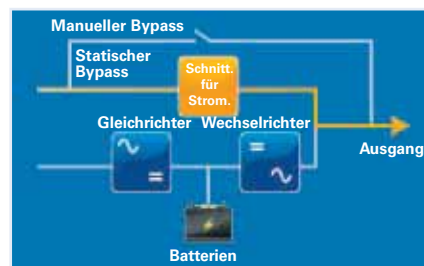 Manueller Bypass
Statischer
Bypass
Schnitt.
für
Strom.
Gleichrichter
Wechselrichter
Ausgang
Batterien